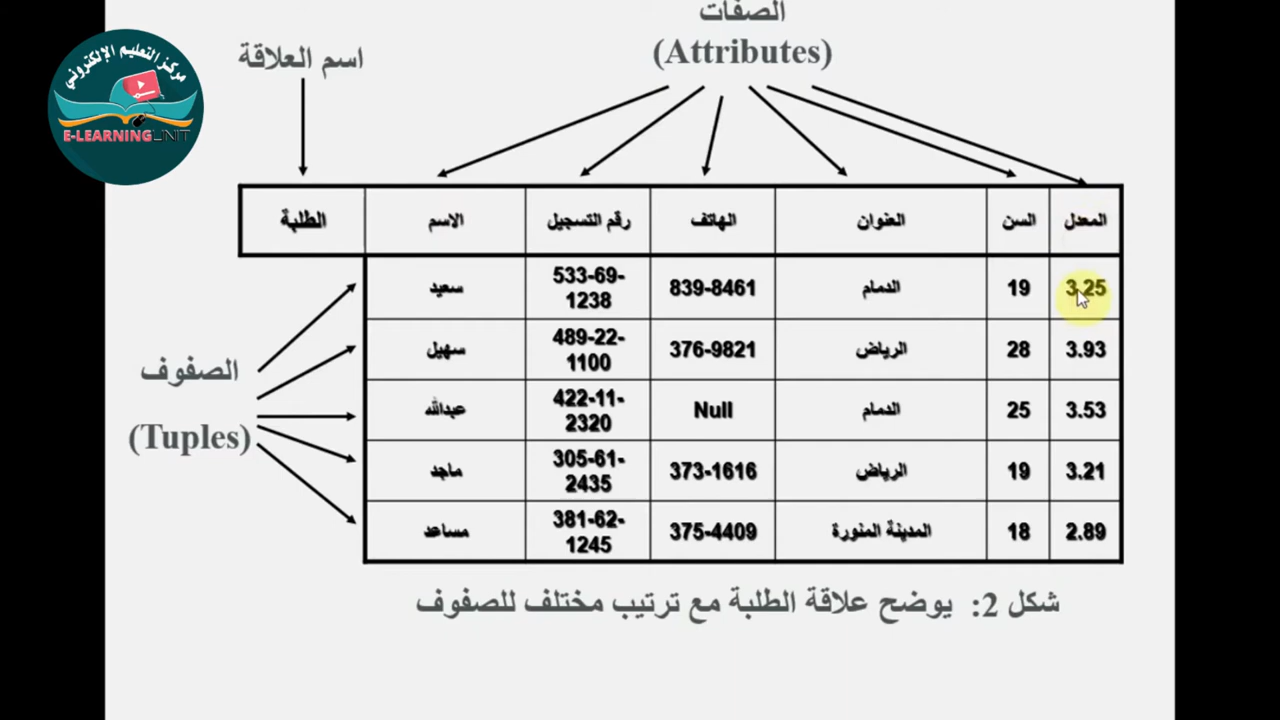 الصفات
(Attributes)
اسم العلاقة
مركز التعليم الإلكتروني
E-LEARNING UNIT
الطلبة الاسم رقم التسجيل الهاتف العنوان السن المعدل
سعيد 533-69-1238 839-8461 الدمام 19 3.25
سهيل 489-22-1100 376-9821 الرياض 28 3.93
عبدالله 422-11-2320 Null الدمام 25 3.53
ماجد 305-61-2435 373-1616 الرياض 19 3.21
مساعد 381-62-1245 375-4409 المدينة المنورة 18 2.89
الصفوف
(Tuples)
شكل 2: يوضح علاقة الطلبة مع ترتيب مختلف للصفوف